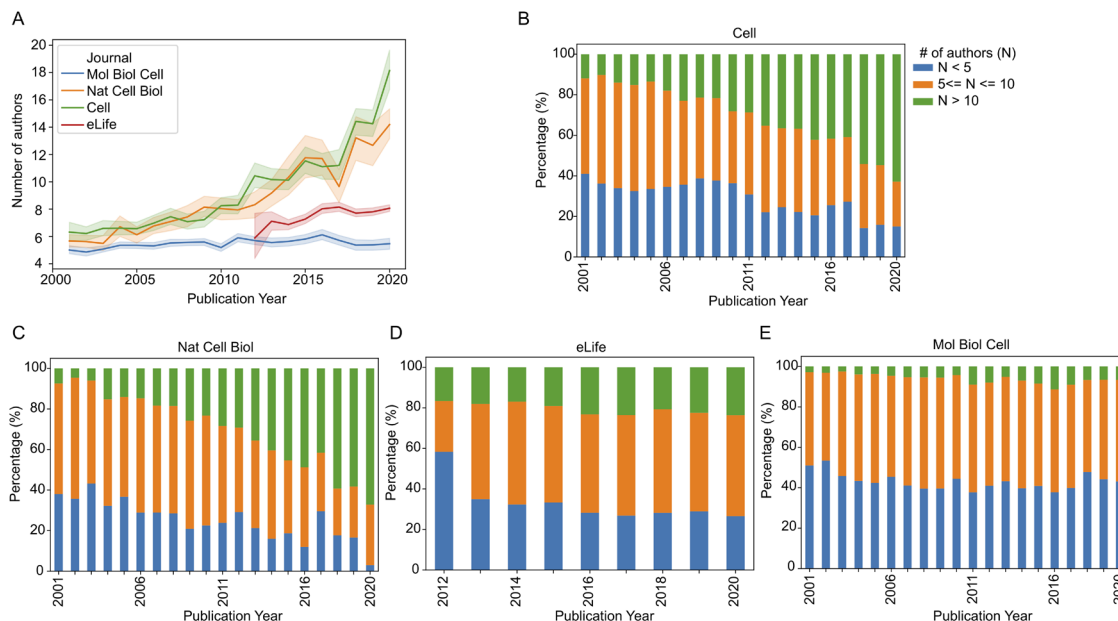 A
Number of authors
20
18
16
14
12
10
8
6
4
Journal
Mol Biol Cell
Nat Cell Biol
Cell
eLife
2000
2005
2010
2015
2020
Publication Year
B
Cell
Percentage (%)
100
80
60
40
20
0
2001
2006
2011
2016
2020
Publication Year
# of authors (N)
N < 5
5<= N <= 10
N > 10
C
Nat Cell Biol
Percentage (%)
100
80
60
40
20
0
2001
2006
2011
2016
2020
Publication Year
D
eLife
Percentage (%)
100
80
60
40
20
0
2012
2014
2016
2018
2020
Publication Year
E
Mol Biol Cell
Percentage (%)
100
80
60
40
20
0
2001
2006
2011
2016
Publication Year